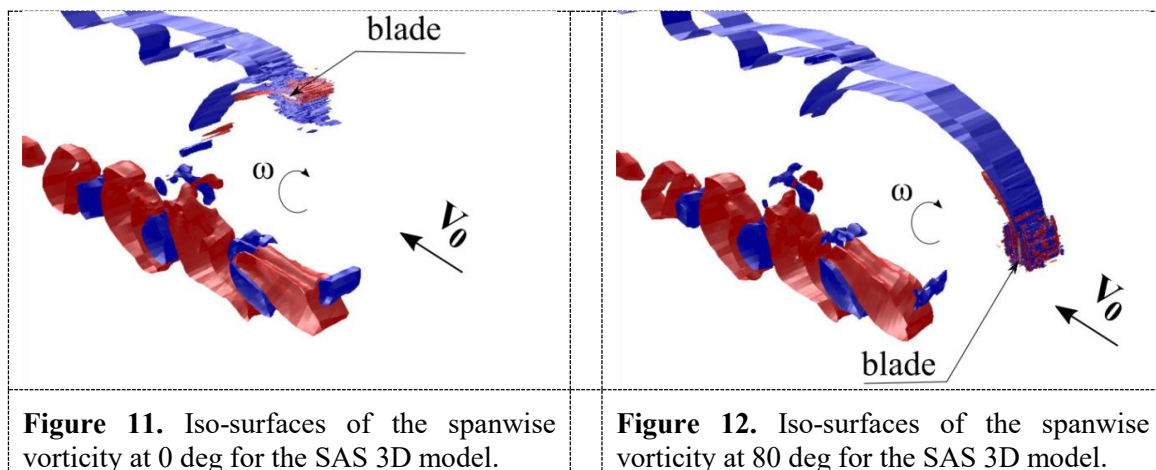 blade
ω
V0
Figure 11. Iso-surfaces of the spanwise
vorticity at 0 deg for the SAS 3D model.
ω
V0
blade
Figure 12. Iso-surfaces of the spanwise
vorticity at 80 deg for the SAS 3D model.